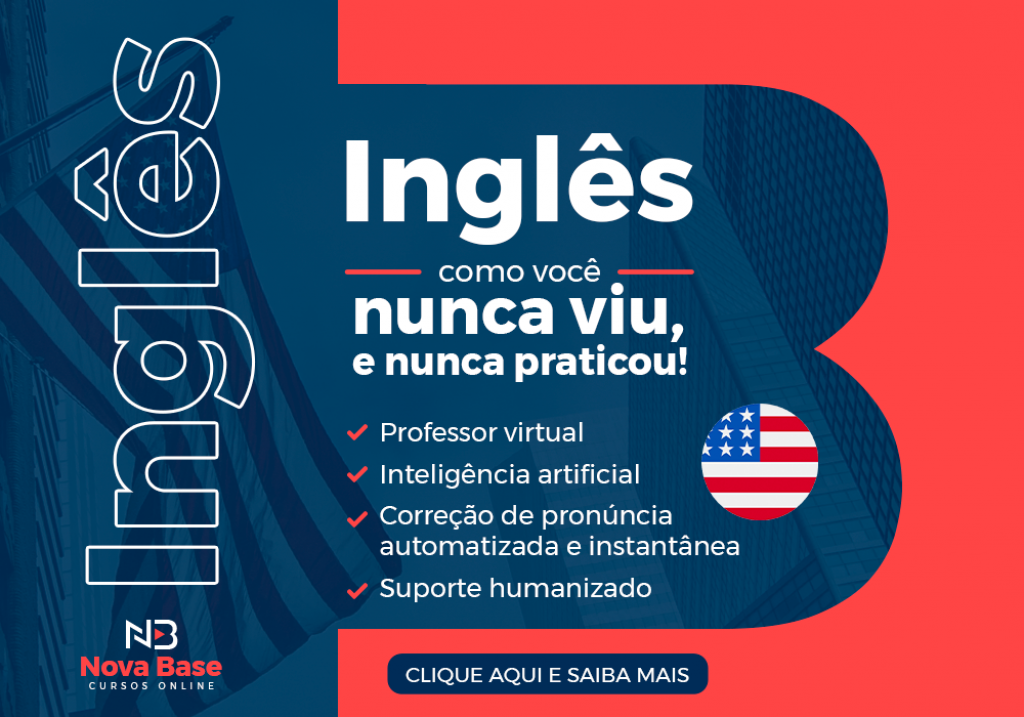 Inglês
Inglês
como você
nunca viu,
e nunca praticou!
Professor virtual
Inteligência artificial
Correção de pronúncia
automatizada e instantânea
Suporte humanizado
NB
Nova Base
CURSOS ONLINE
CLIQUE AQUI E SAIBA MAIS